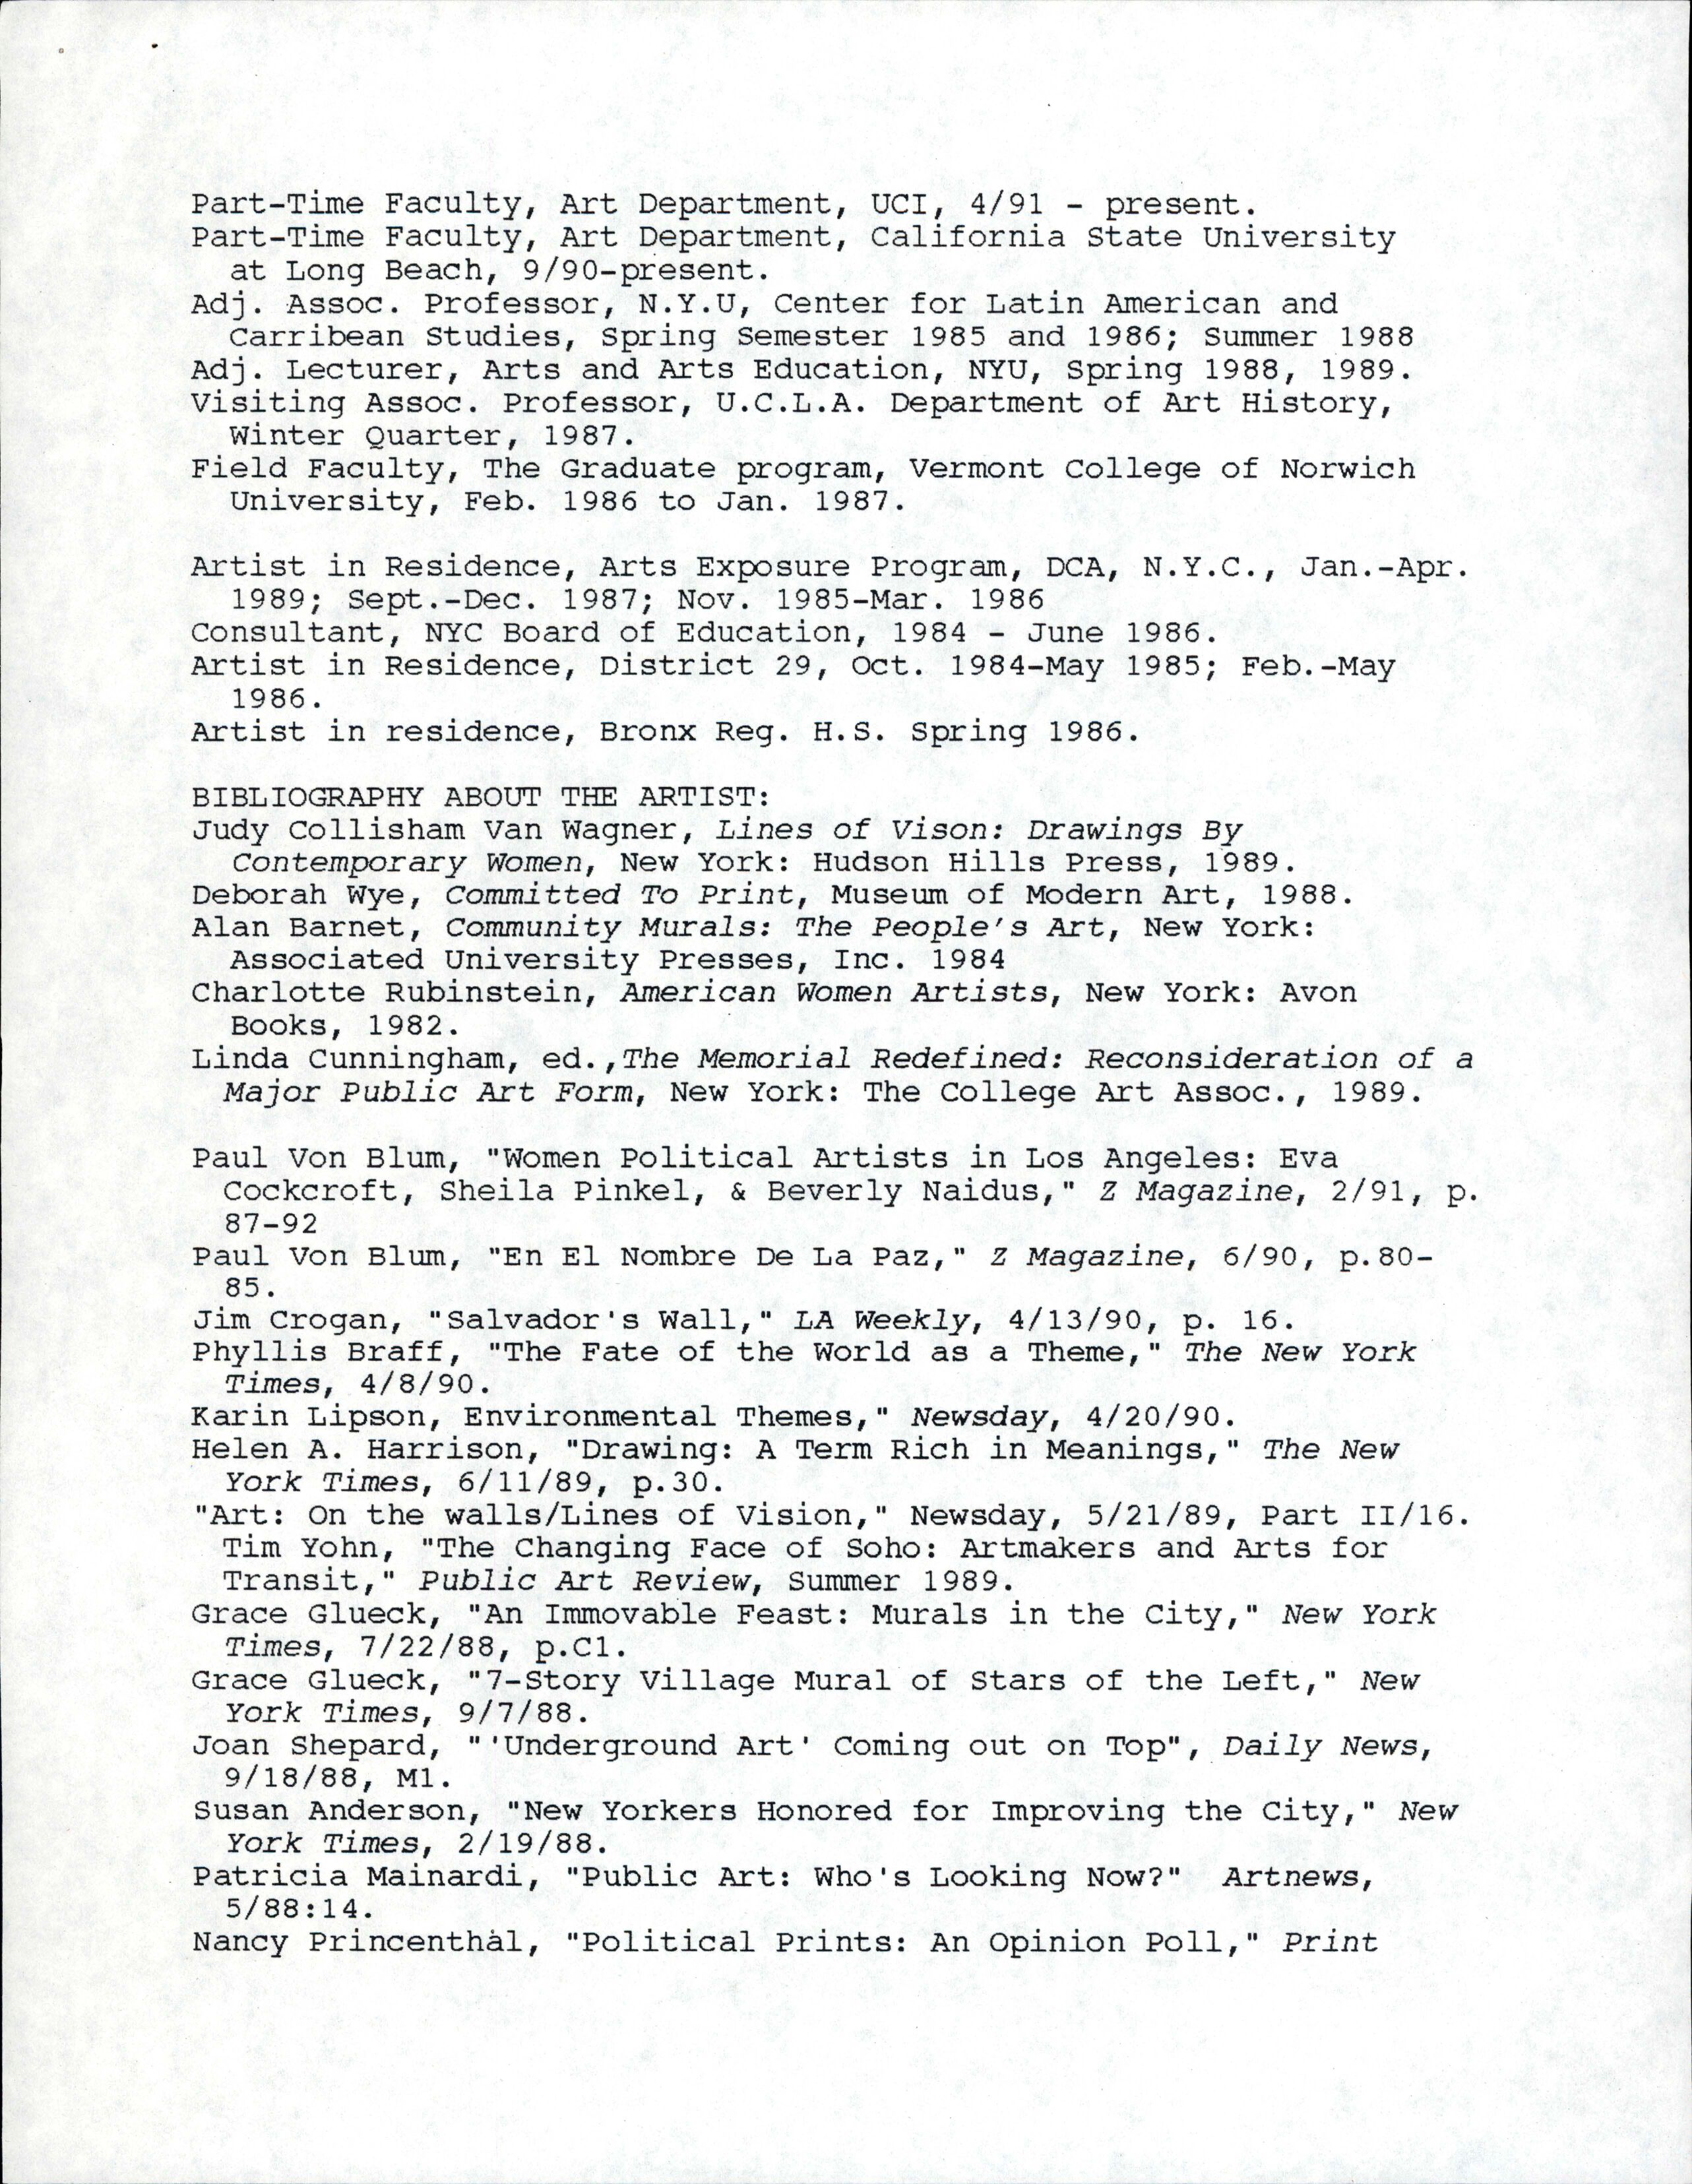 Part-Time Faculty, Art Department, UCI, 4/91 - present.
Part-Time Faculty, Art Department, California State University
at Long Beach, 9/90-present.
Adj. Assoc. Professor, N.Y.U, Center for Latin American and
Carribean Studies, Spring Semester 1985 and 1986; Summer 1988
Adj. Lecturer, Arts and Arts Education, NYU, Spring 1988, 1989.
Visiting Assoc. Professor, U.C.L.A. Department of Art History,
Winter Quarter, 1987.
Field Faculty, The Graduate program, Vermont College of Norwich
University, Feb. 1986 to Jan. 1987.

Artist in Residence, Arts Exposure Program, DCA, N.Y.C., Jan.-Apr.
1989; Sept.-Dec. 1987; Nov. 1985-Mar. 1986
Consultant, NYC Board of Education, 1984 - June 1986.
Artist in Residence, District 29, Oct. 1984-May 1985; Feb.-May
1986.
Artist in residence, Bronx Reg. H.S. Spring 1986.

BIBLIOGRAPHY ABOUT THE ARTIST:
Judy Collisham Van Wagner, Lines of Vison: Drawings By
Contemporary Women, New York: Hudson Hills Press, 1989.
Deborah Wye, Committed To Print, Museum of Modern Art, 1988.
Alan Barnet, Community Murals: The People's Art, New York:
Associated University Presses, Inc. 1984
Charlotte Rubinstein, American Women Artists, New York: Avon
Books, 1982.
Linda Cunningham, ed.,The Memorial Redefined: Reconsideration of a
Major Public Art Form, New York: The College Art Assoc., 1989.

Paul Von Blum, "Women Political Artists in Los Angeles: Eva
Cockcroft, Sheila Pinkel, & Beverly Naidus," Z Magazine, 2/91, p.
87-92
Paul Von Blum, "En El Nombre De La Paz," Z Magazine, 6/90, p.80-
85.
Jim Crogan, "Salvador's Wall," LA Weekly, 4/13/90, p. 16.
Phyllis Braff, "The Fate of the World as a Theme," The New York
Times, 4/8/90.
Karin Lipson, Environmental Themes," Newsday, 4/20/90.
Helen A. Harrison, "Drawing: A Term Rich in Meanings," The New
York Times, 6/11/89, p.30.
"Art: On the walls/Lines of Vision," Newsday, 5/21/89, Part II/16.
Tim Yohn, "The Changing Face of Soho: Artmakers and Arts for
Transit," Public Art Review, Summer 1989.
Grace Glueck, "An Immovable Feast: Murals in the City," New York
Times, 7/22/88, p.C1.
Grace Glueck, "7-Story Village Mural of Stars of the Left," New
York Times, 9/7/88.
Joan Shepard, "'Underground Art' Coming out on Top", Daily News,
9/18/88, M1.
Susan Anderson, "New Yorkers Honored for Improving the City," New
York Times, 2/19/88.
Patricia Mainardi, "Public Art: Who's Looking Now?" Artnews,
5/88:14.
Nancy Princenthal, "Political Prints: An Opinion Poll," Print